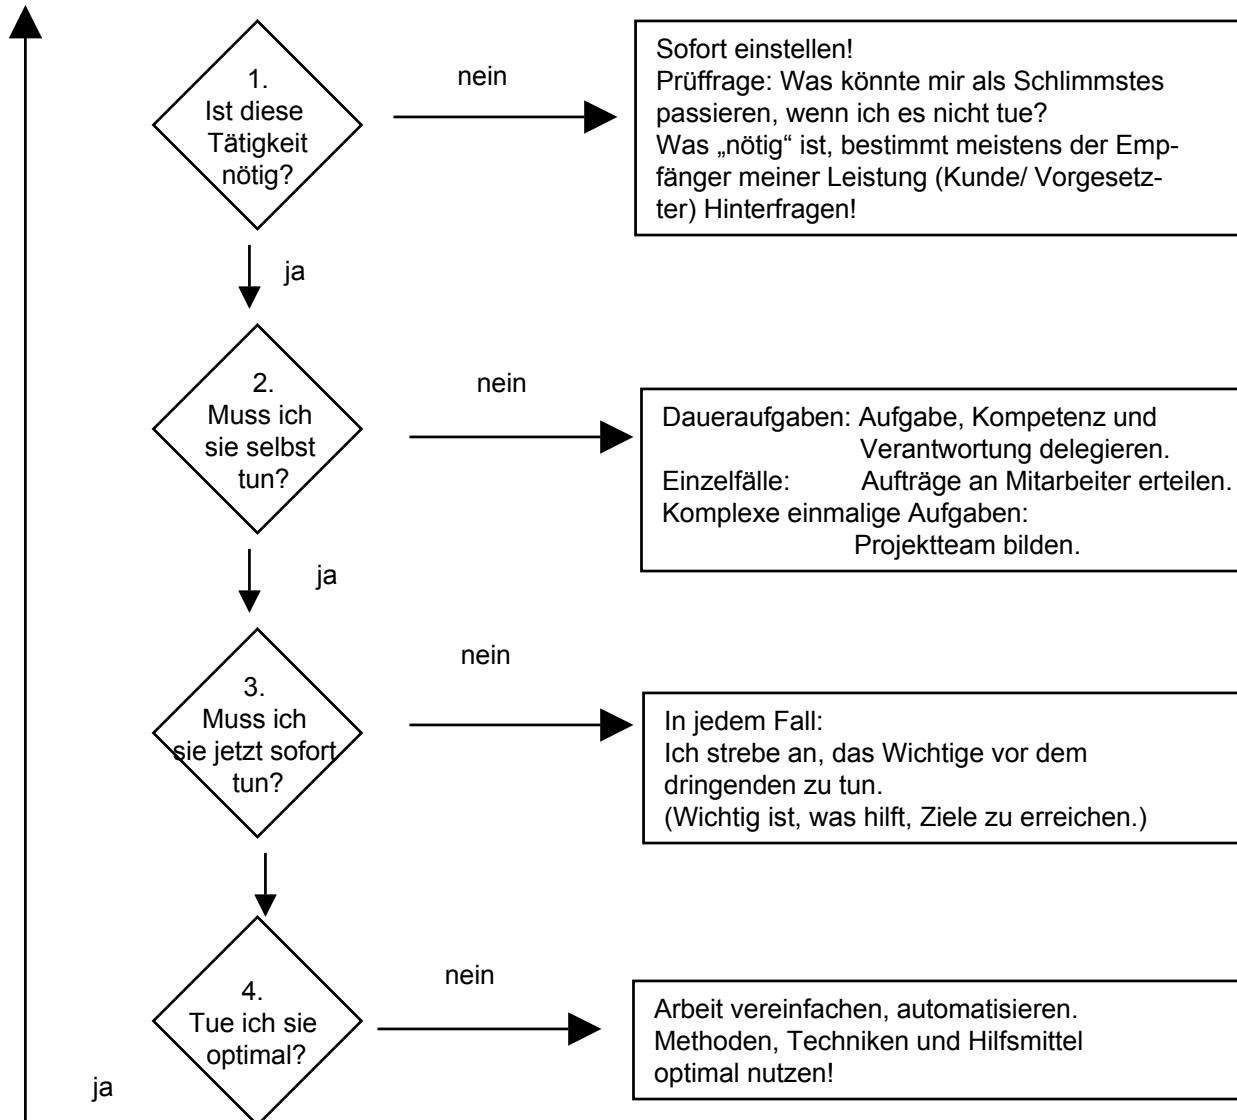 1.
Ist diese
Tätigkeit
nötig?
nein
Sofort einstellen!
Prüffrage: Was könnte mir als Schlimmstes
passieren, wenn ich es nicht tue?
Was „nötig“ ist, bestimmt meistens der Emp-
fänger meiner Leistung (Kunde/ Vorgesetz-
ter) Hinterfragen!
ja
2.
Muss ich
sie selbst
tun?
nein
Daueraufgaben: Aufgabe, Kompetenz und
Verantwortung delegieren.
Einzelfälle: Aufträge an Mitarbeiter erteilen.
Komplexe einmalige Aufgaben:
Projektteam bilden.
ja
3.
Muss ich
sie jetzt sofort
tun?
nein
In jedem Fall:
Ich strebe an, das Wichtige vor dem
dringenden zu tun.
(Wichtig ist, was hilft, Ziele zu erreichen.)
4.
Tue ich sie
optimal?
nein
Arbeit vereinfachen, automatisieren.
Methoden, Techniken und Hilfsmittel
optimal nutzen!
ja